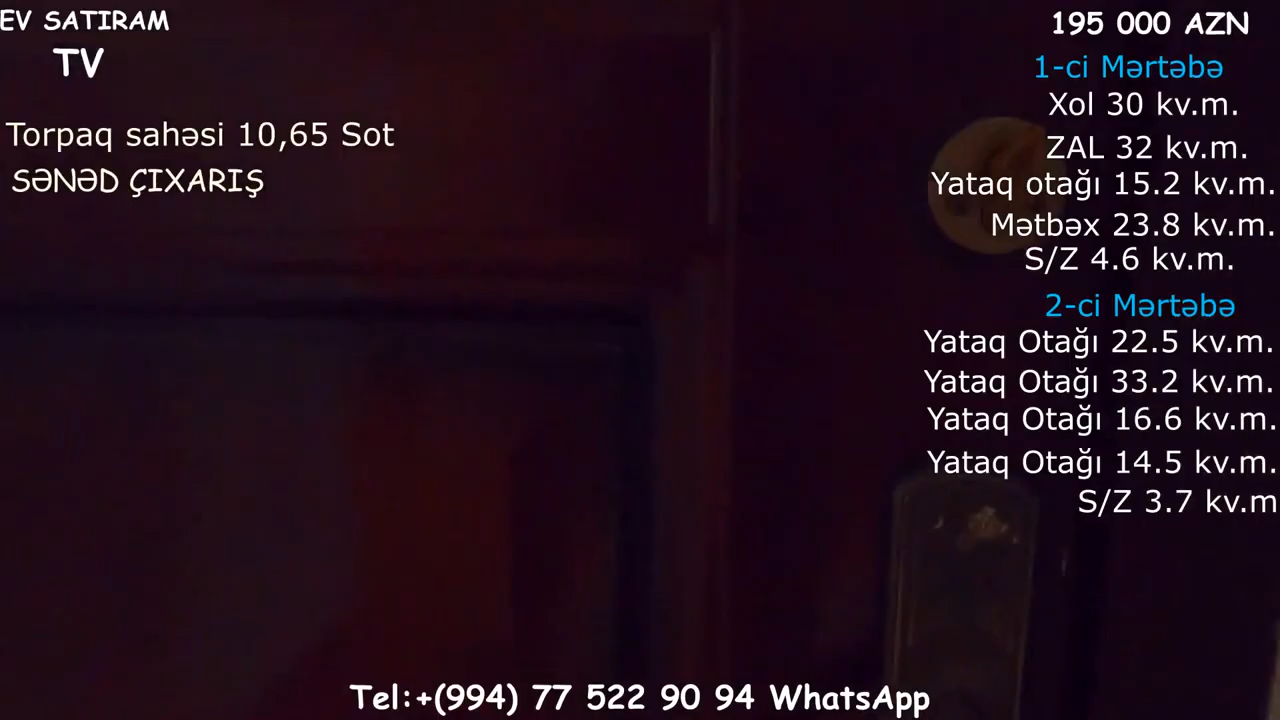 EV SATIRAM
TV
Torpaq sahəsi 10,65 Sot
SƏNƏD ÇIXARIŞ
195 000 AZN
1-ci Mərtəbə
Xol 30 kv.m.
ZAL 32 kv.m.
Yataq otağı 15.2 kv.m.
Mətbəx 23.8 kv.m.
S/Z 4.6 kv.m.
2-ci Mərtəbə
Yataq Otağı 22.5 kv.m.
Yataq Otağı 33.2 kv.m.
Yataq Otağı 16.6 kv.m.
Yataq Otağı 14.5 kv.m.
S/Z 3.7 kv.m
Tel:+(994) 77 522 90 94 WhatsApp